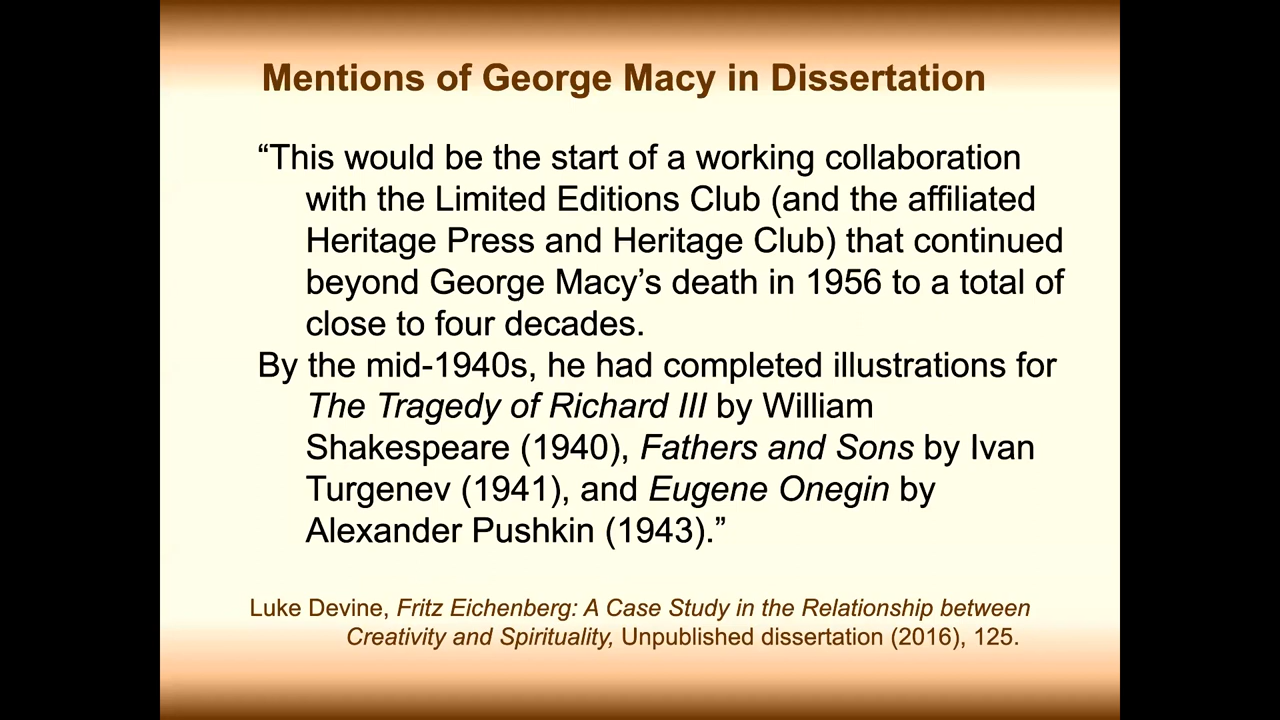 Mentions of George Macy in Dissertation
“This would be the start of a working collaboration
with the Limited Editions Club (and the affiliated
Heritage Press and Heritage Club) that continued
beyond George Macy’s death in 1956 to a total of
close to four decades.
By the mid-1940s, he had completed illustrations for
The Tragedy of Richard III by William
Shakespeare (1940), Fathers and Sons by Ivan
Turgenev (1941), and Eugene Onegin by
Alexander Pushkin (1943).”
Luke Devine, Fritz Eichenberg: A Case Study in the Relationship between
Creativity and Spirituality, Unpublished dissertation (2016), 125.